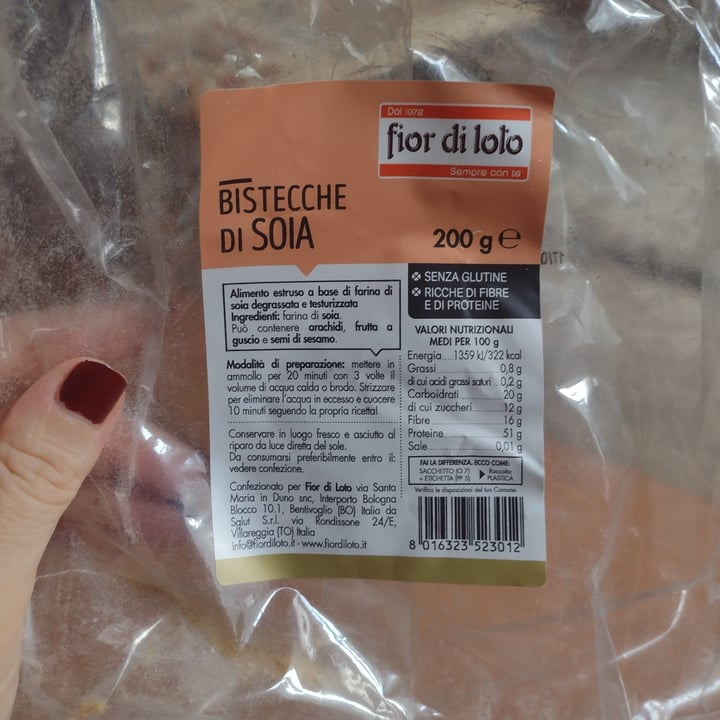 Dal 1972
fior di loto
Sempre con te
BISTECCHE
DI SOIA
200 g ℮
SENZA GLUTINE
RICCHE DI FIBRE
E DI PROTEINE
Alimento estruso a base di farina di
soia degrassata e testurizzata
Ingredienti: farina di soia.
Può contenere arachidi, frutta a
guscio e semi di sesamo.
Modalità di preparazione: mettere in
ammollo per 20 minuti con 3 volte il
volume di acqua calda o brodo. Strizzare
per eliminare l'acqua in eccesso e cuocere
10 minuti seguendo la propria ricetta!
Conservare in luogo fresco e asciutto al
riparo da luce diretta del sole.
Da consumarsi preferibilmente entro il:
vedere confezione.
Confezionato per Fior di Loto via Santo
Maria in Duno snc, Interporto Bologna
Blocco 10.1, Bentivoglio (BO) Italia da
Sglut S.r.l. via Rondissone 24/E,
Villareggia (TO) Italia
info@fiordiloto.it - www.fiordiloto.it
VALORI NUTRIZIONALI
MEDI PER 100 g
Energia....1359 kJ/322 kcal
Grassi 0,8 g
di cui acidi grassi saturi 0,2 g
Carboidrati 20 g
di cui zuccheri 12 g
Fibre 16 g
Proteine 51 g
Sale 0,01 g
FAI LA DIFFERENZA. ECCO COME:
SACCHETTO (O 7) Raccolta
+ ETICHETTA (PP 5) PLASTICA
Verifica le disposizioni del tuo Comune.
8 016323 523012